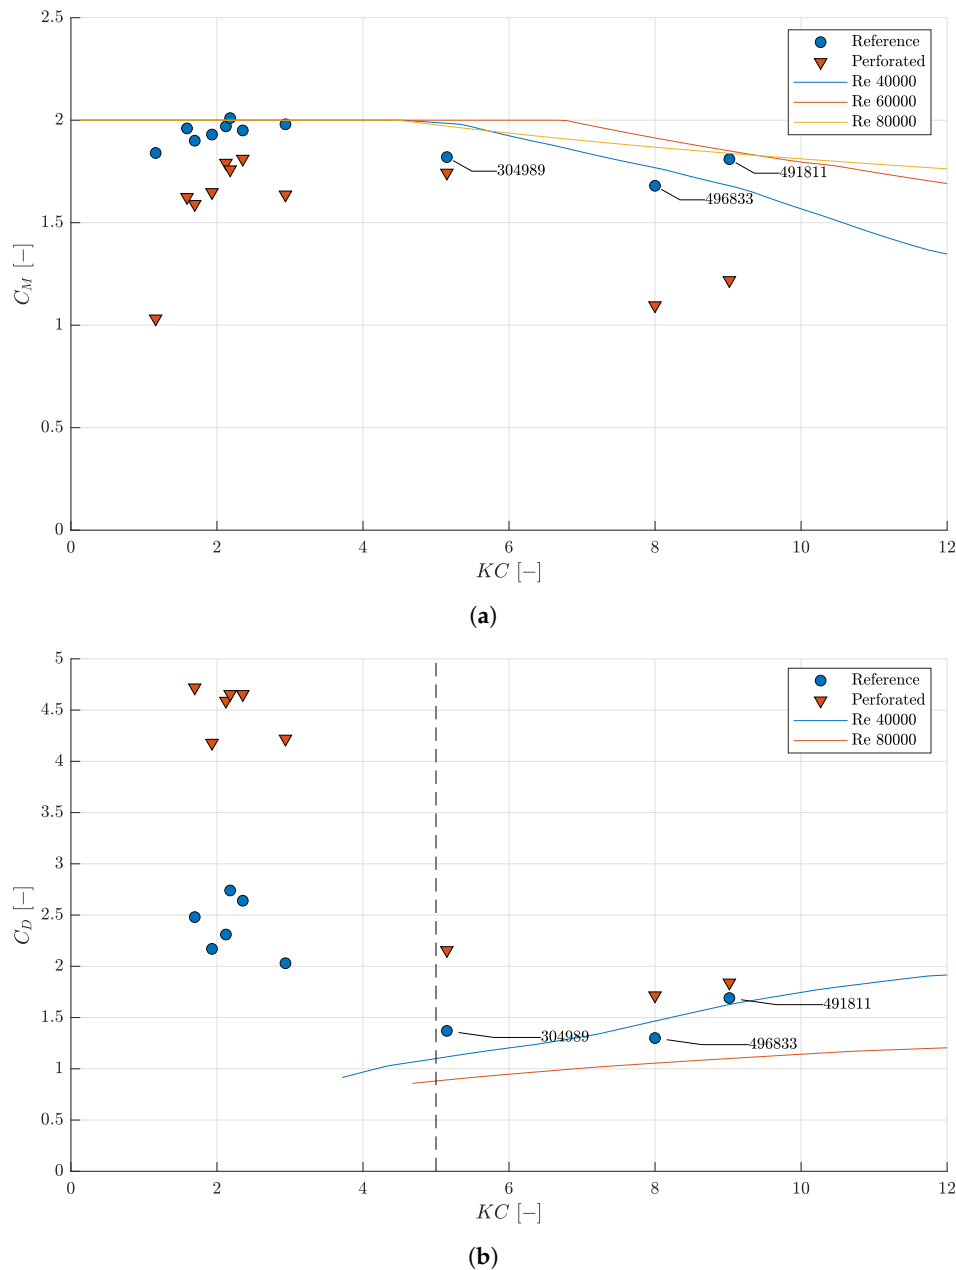 2.5
2
1.5
1
0.5
0
C_M [−]
Reference
Perforated
Re 40000
Re 60000
Re 80000
304989
496833
491811
0 2 4 6 8 10 12
KC [−]
(a)
5
4.5
4
3.5
3
2.5
2
1.5
1
0.5
0
C_D [−]
Reference
Perforated
Re 40000
Re 80000
304989
496833
491811
0 2 4 6 8 10 12
KC [−]
(b)